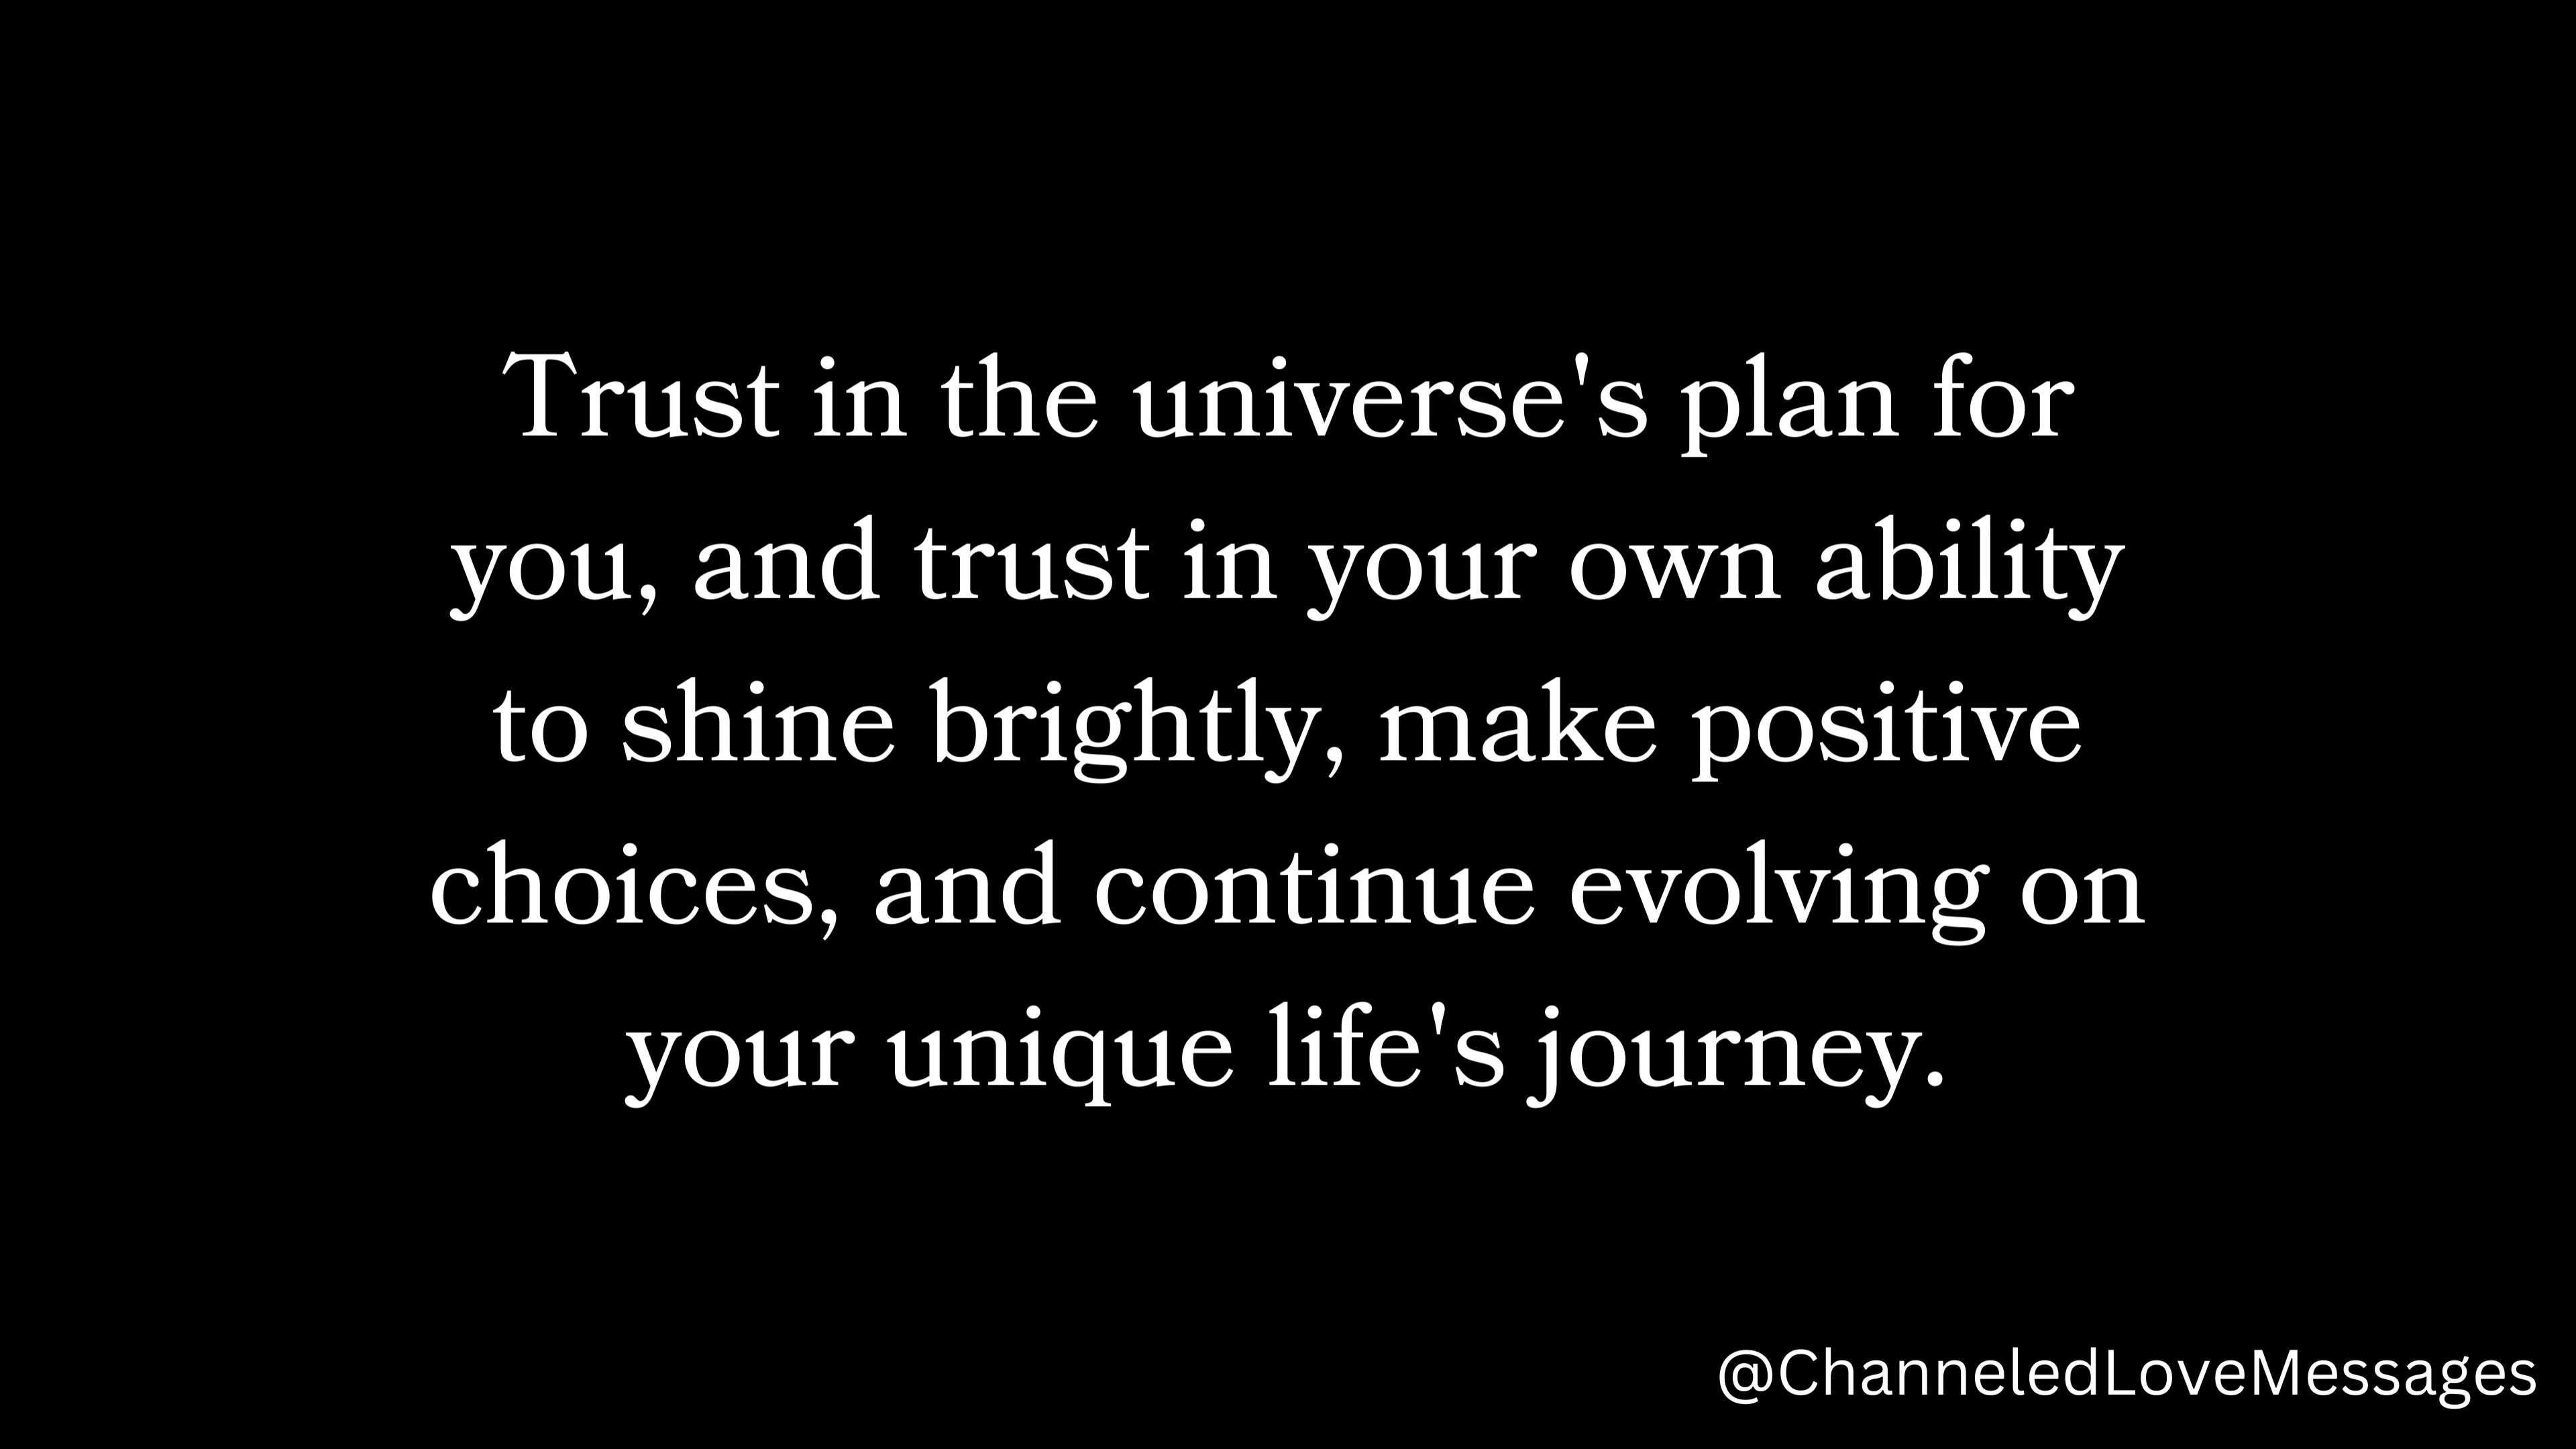 Trust in the universe's plan for
you, and trust in your own ability
to shine brightly, make positive
choices, and continue evolving on
your unique life's journey.
@ChanneledLoveMessages